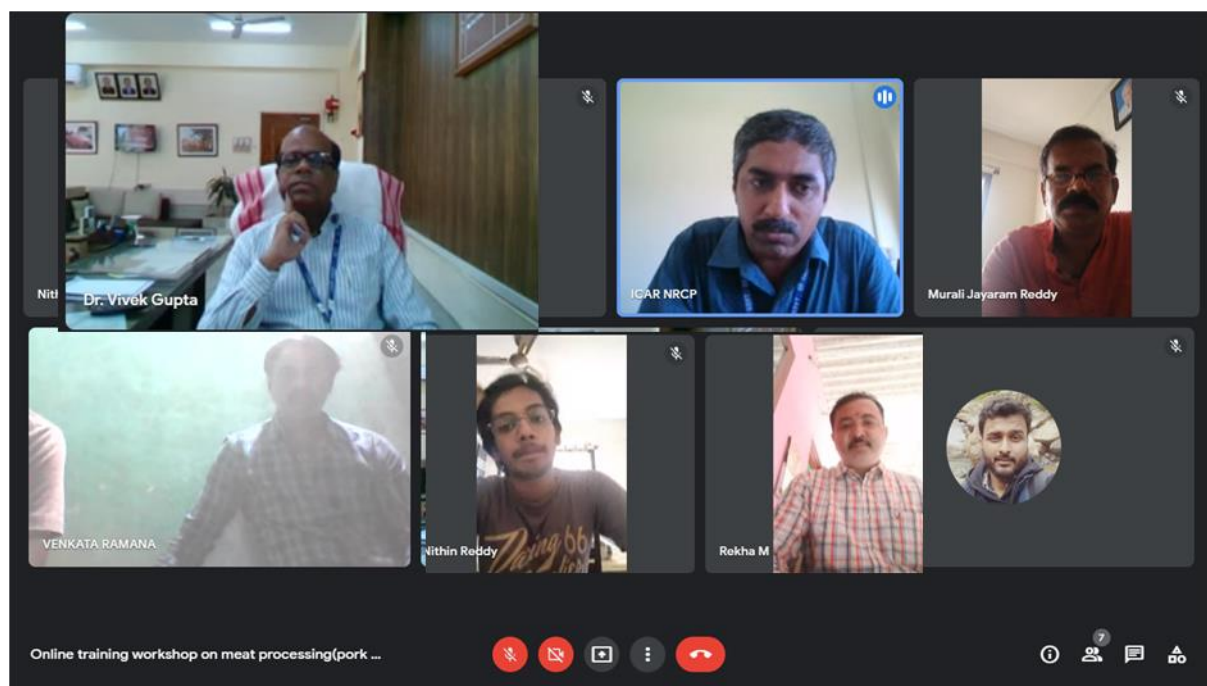 Nith
Dr. Vivek Gupta
ICAR NRCP
Murali Jayaram Reddy
VENKATA RAMANA
Nithin Reddy
Rekha M
Online training workshop on meat processing(pork ...
7